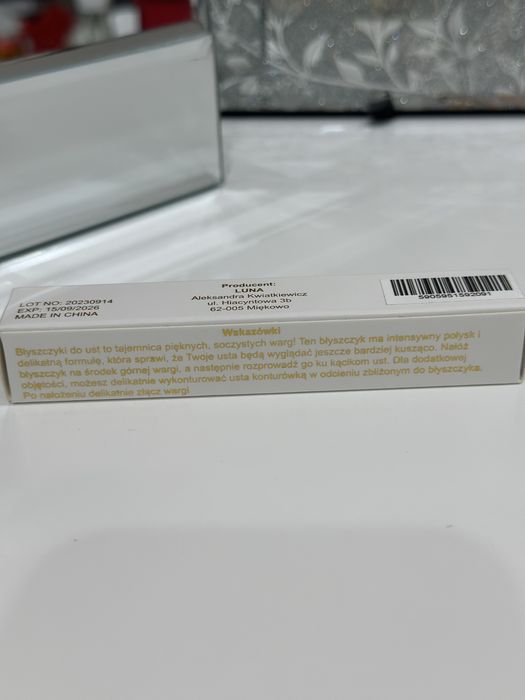 LOT NO: 20230914
EXP: 15/09/2026
MADE IN CHINA
Producent:
LUNA
Aleksandra Kwiatkiewicz
ul. Hiacyntowa 3b
62-005 Miękowo
5905951592091
Wskazówki
Błyszczyki do ust to tajemnica pięknych, soczystych warg! Ten błyszczyk ma intensywny połysk i
delikatną formułę, która sprawi, że Twoje usta będą wyglądać jeszcze bardziej kusząco. Nałóż
błyszczyk na środek górnej wargi, a następnie rozprowadź go ku kącikom ust. Dla dodatkowej
objętości, możesz delikatnie wykonturować usta konturówką w odcieniu zbliżonym do błyszczyka.
Po nałożeniu delikatnie złącz wargi